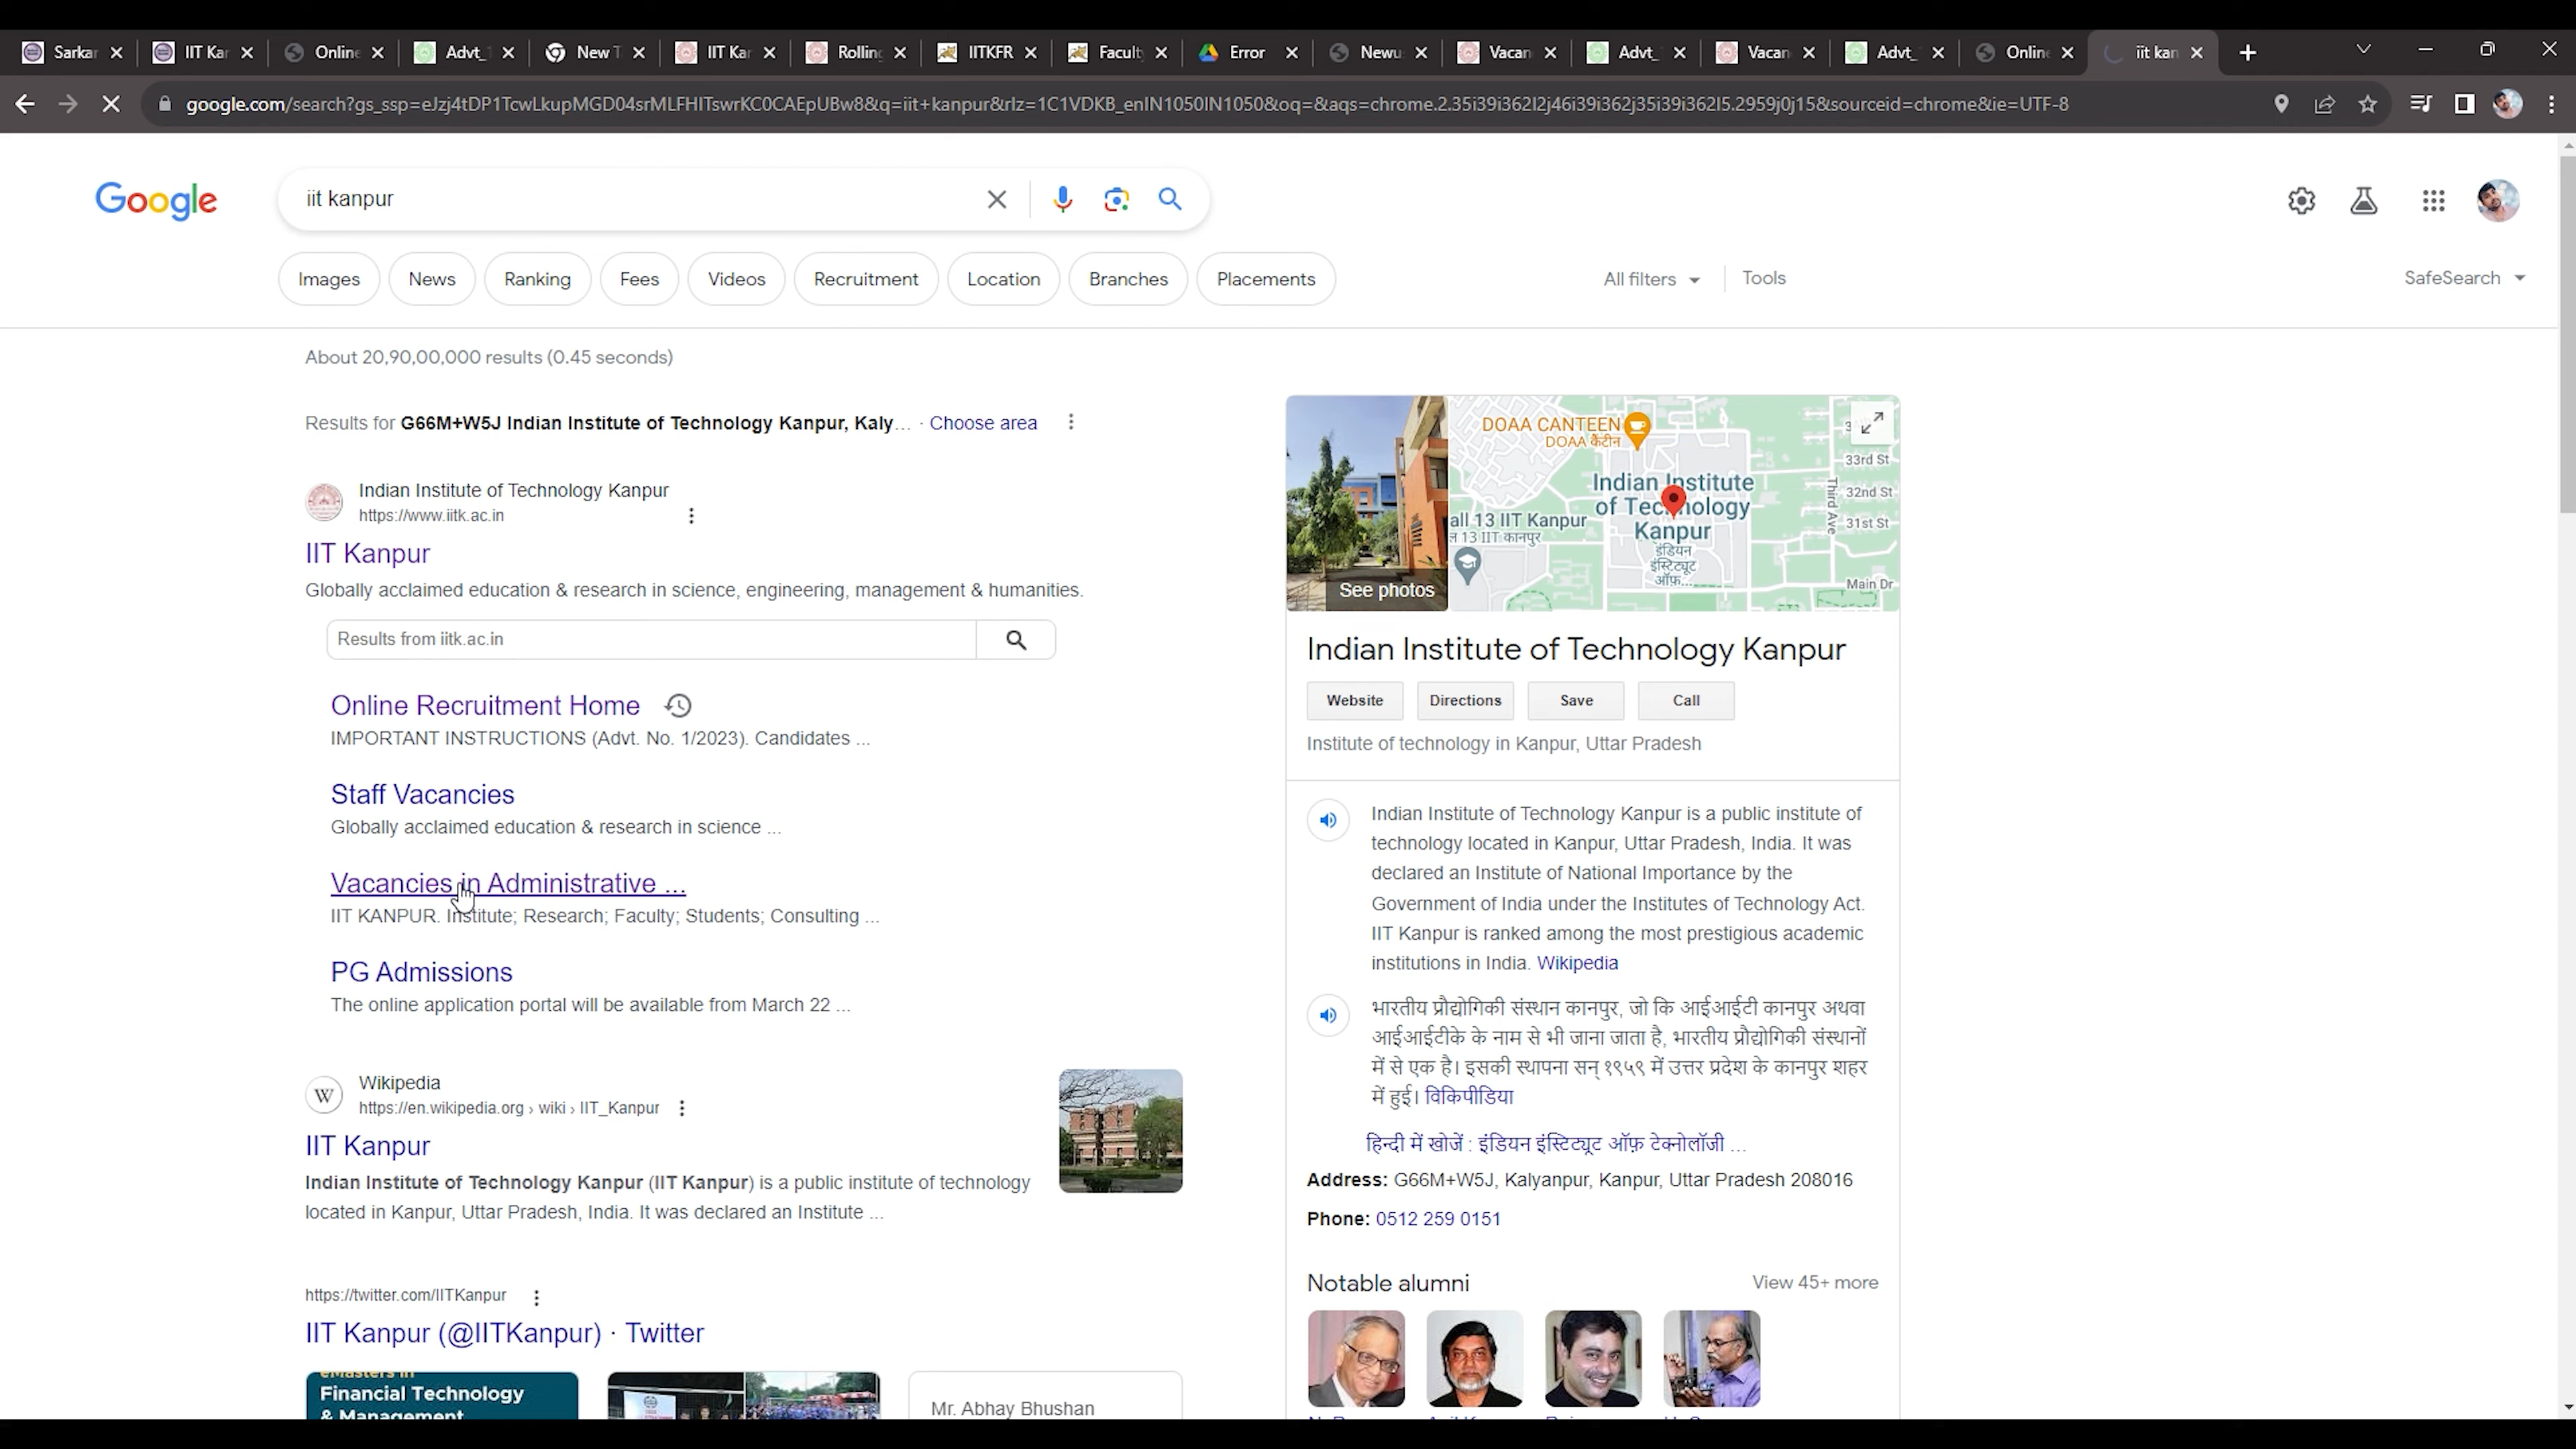 Sarkar
IIT Kar
Online
Advt_
New T
IIT Kar
Rolling
IITKFR
Facult
Error
Newu
Vacan
Advt_
Vacan
Advt_
Online
iit kan
google.com/search?gs_ssp=eJzj4tDP1TcwLkupMGD04srMLFHITswrKC0CAEpUBw8&q=iit+kanpur&rlz=1C1VDKB_enIN1050IN1050&oq=&aqs=chrome.2.35i39i362l2j46i39i362j35i39i362l5.2959j0j15&sourceid=chrome&ie=UTF-8
Google
iit kanpur
Images
News
Ranking
Fees
Videos
Recruitment
Location
Branches
Placements
All filters
Tools
SafeSearch
About 20,90,00,000 results (0.45 seconds)
Results for G66M+W5J Indian Institute of Technology Kanpur, Kaly… · Choose area
Indian Institute of Technology Kanpur
https://www.iitk.ac.in
IIT Kanpur
Globally acclaimed education & research in science, engineering, management & humanities.
Results from iitk.ac.in
Online Recruitment Home
IMPORTANT INSTRUCTIONS (Advt. No. 1/2023). Candidates ...
Staff Vacancies
Globally acclaimed education & research in science ...
Vacancies in Administrative ...
IIT KANPUR. Institute; Research; Faculty; Students; Consulting ...
PG Admissions
The online application portal will be available from March 22 ...
W
Wikipedia
https://en.wikipedia.org › wiki › IIT_Kanpur
IIT Kanpur
Indian Institute of Technology Kanpur (IIT Kanpur) is a public institute of technology
located in Kanpur, Uttar Pradesh, India. It was declared an Institute ...
https://twitter.com/IITKanpur
IIT Kanpur (@IITKanpur) · Twitter
eMasters in
Financial Technology
& Management
Mr. Abhay Bhushan
See photos
DOAA CANTEEN
DOAA कैंटीन
Indian Institute
of Technology
Kanpur
इंडियन
इंस्टिट्यूट
ऑफ़...
all 13 IIT Kanpur
ल 13 IIT कानपुर
33rd St
32nd St
31st St
Third Ave
Main Dr
Indian Institute of Technology Kanpur
Website
Directions
Save
Call
Institute of technology in Kanpur, Uttar Pradesh
Indian Institute of Technology Kanpur is a public institute of
technology located in Kanpur, Uttar Pradesh, India. It was
declared an Institute of National Importance by the
Government of India under the Institutes of Technology Act.
IIT Kanpur is ranked among the most prestigious academic
institutions in India. Wikipedia
भारतीय प्रौद्योगिकी संस्थान कानपुर, जो कि आईआईटी कानपुर अथवा
आईआईटीके के नाम से भी जाना जाता है, भारतीय प्रौद्योगिकी संस्थानों
में से एक है। इसकी स्थापना सन् १९५९ में उत्तर प्रदेश के कानपुर शहर
में हुई। विकिपीडिया
हिन्दी में खोजें : इंडियन इंस्टिट्यूट ऑफ़ टेक्नोलॉजी ...
Address: G66M+W5J, Kalyanpur, Kanpur, Uttar Pradesh 208016
Phone: 0512 259 0151
Notable alumni
View 45+ more